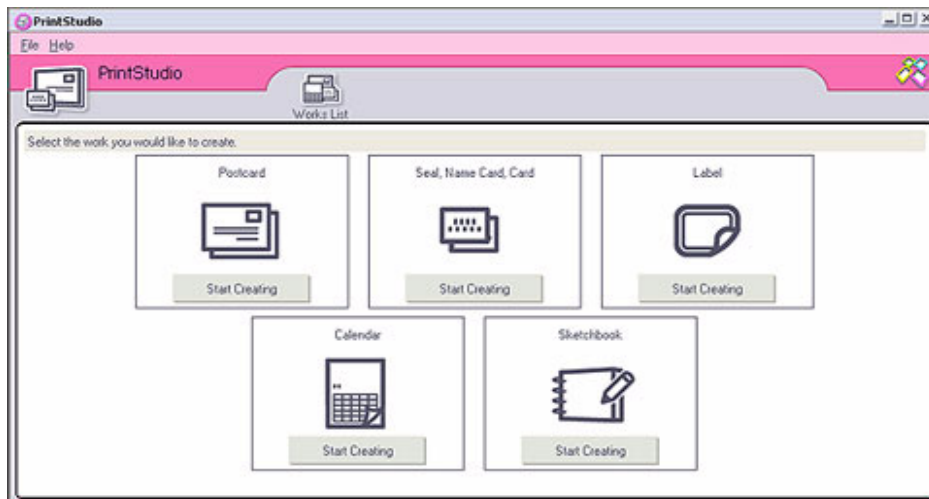 PrintStudio
File Help
PrintStudio
Works List
Select the work you would like to create.
Postcard Seal, Name Card, Card Label
Start Creating Start Creating Start Creating
Calendar Sketchbook
Start Creating Start Creating